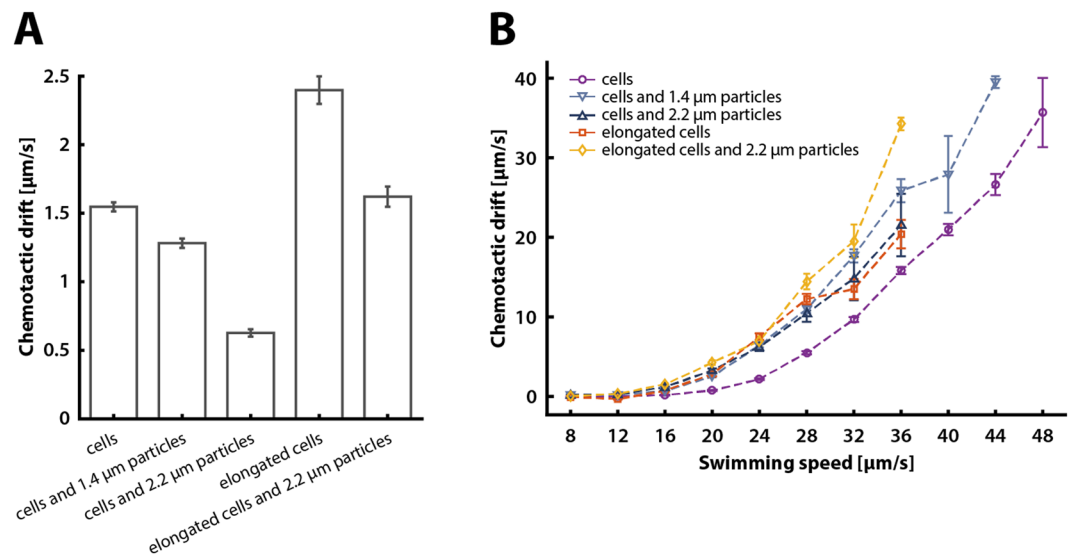 A
Chemotactic drift [µm/s]
2.5
2
1.5
1
0.5
0
cells
cells and 1.4 µm particles
cells and 2.2 µm particles
elongated cells
elongated cells and 2.2 µm particles
B
Chemotactic drift [µm/s]
40
30
20
10
0
cells
cells and 1.4 µm particles
cells and 2.2 µm particles
elongated cells
elongated cells and 2.2 µm particles
8 12 16 20 24 28 32 36 40 44 48
Swimming speed [µm/s]